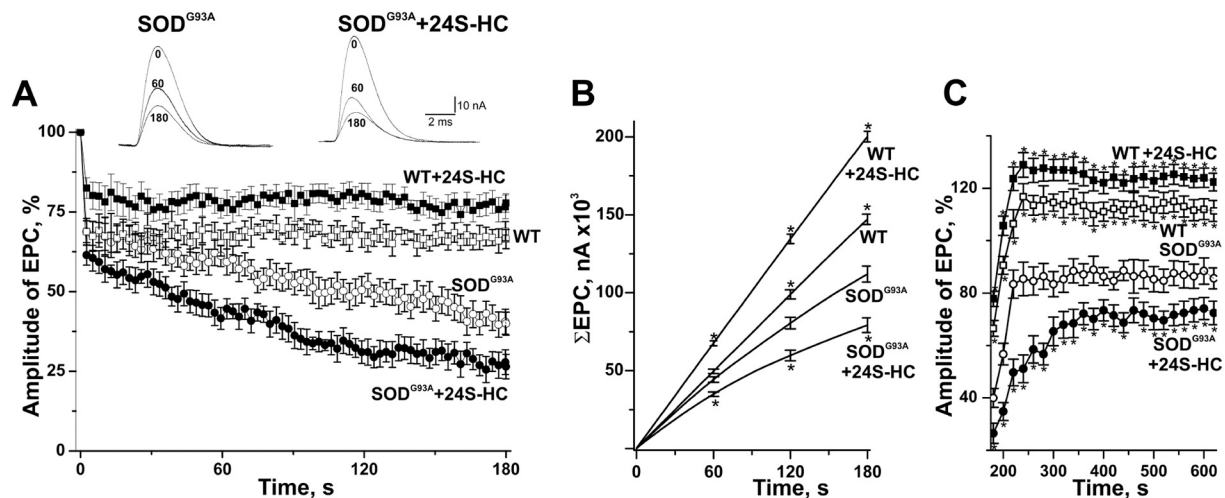 SOD^G93A
SOD^G93A+24S-HC
0
60
180
0
60
180
10 nA
2 ms
A
Amplitude of EPC, %
100
75
50
25
0
WT+24S-HC
WT
SOD^G93A
SOD^G93A+24S-HC
0
60
120
180
Time, s
B
ΣEPC, nA x10³
200
150
100
50
0
WT
+24S-HC
WT
SOD^G93A
SOD^G93A
+24S-HC
0
60
120
180
Time, s
C
Amplitude of EPC, %
120
80
40
WT +24S-HC
WT
SOD^G93A
SOD^G93A
+24S-HC
200
300
400
500
600
Time, s